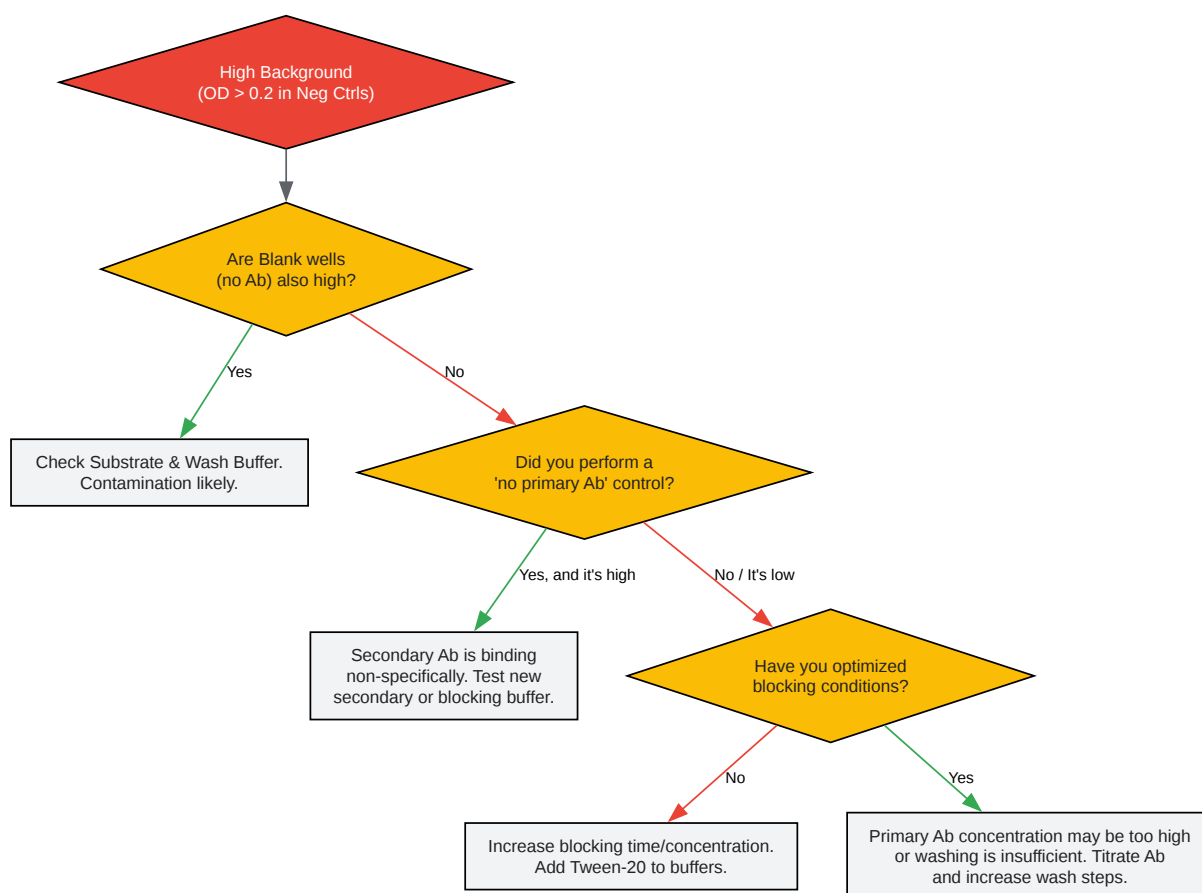 High Background
(OD > 0.2 in Neg Ctrls)
Are Blank wells
(no Ab) also high?
Yes
No
Check Substrate & Wash Buffer.
Contamination likely.
Did you perform a
'no primary Ab' control?
Yes, and it's high
No / It's low
Secondary Ab is binding
non-specifically. Test new
secondary or blocking buffer.
Have you optimized
blocking conditions?
No
Yes
Increase blocking time/concentration.
Add Tween-20 to buffers.
Primary Ab concentration may be too high
or washing is insufficient. Titrate Ab
and increase wash steps.